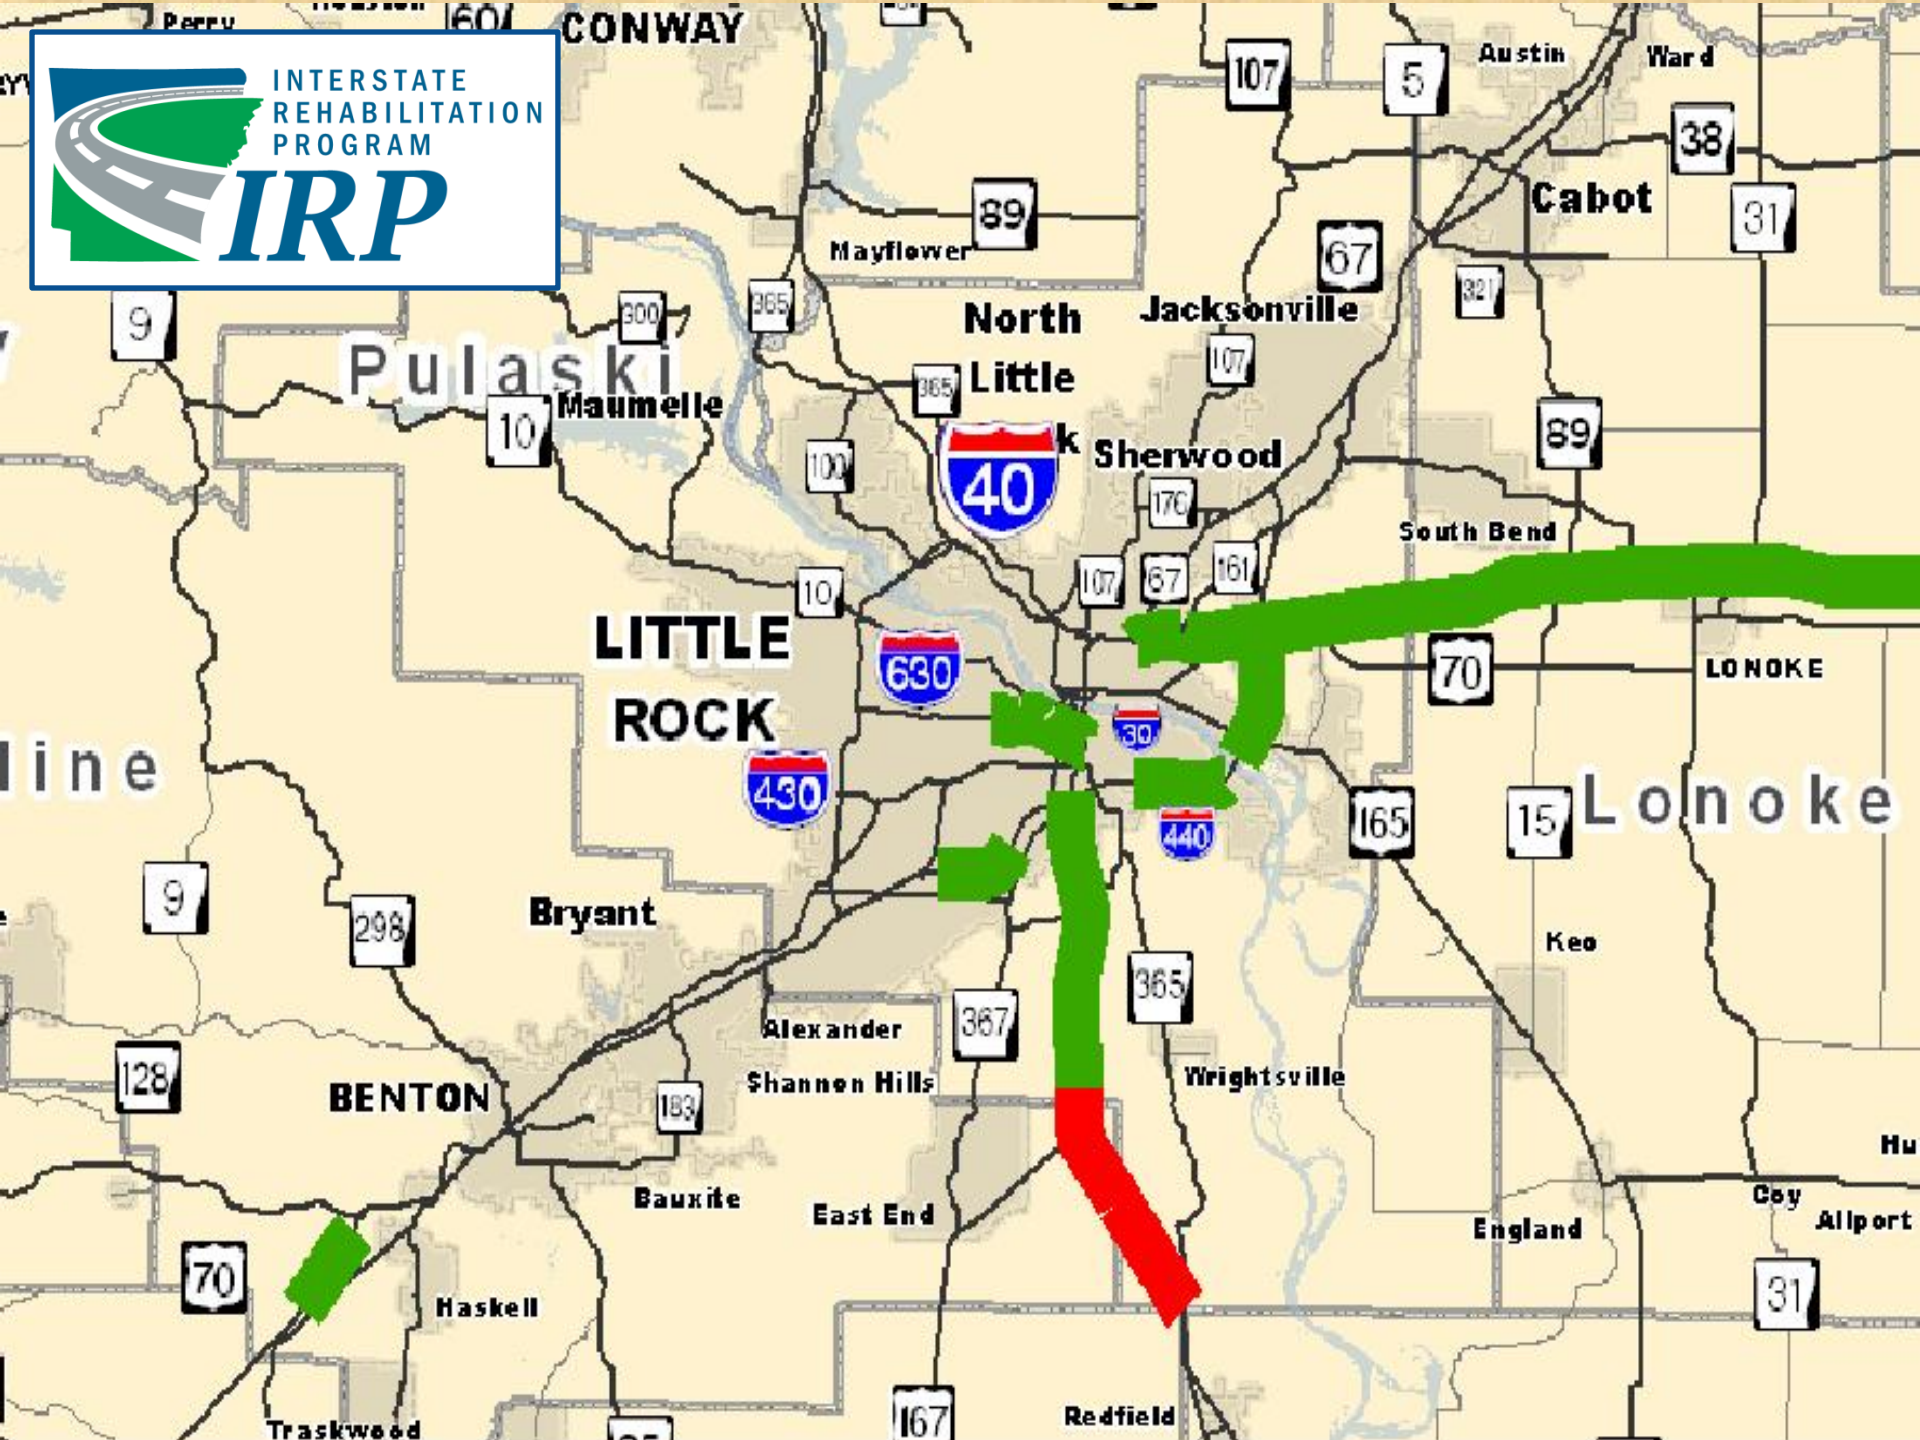 Perry
60
CONWAY
INTERSTATE
REHABILITATION
PROGRAM
IRP
107
5
Austin
Ward
38
Cabot
31
89
Mayflower
67
321
9
300
365
North
Little
k
Jacksonville
107
Pulaski
Maumelle
10
365
40
Sherwood
89
100
176
South Bend
10
107
67
161
LITTLE
ROCK
630
70
LONOKE
30
430
440
165
15
Lonoke
line
9
298
Bryant
Keo
365
367
Alexander
Shannon Hills
Wrightsville
128
BENTON
183
Bauxite
East End
England
Coy
Allport
Hu
70
Haskell
31
Traskwood
167
Redfield